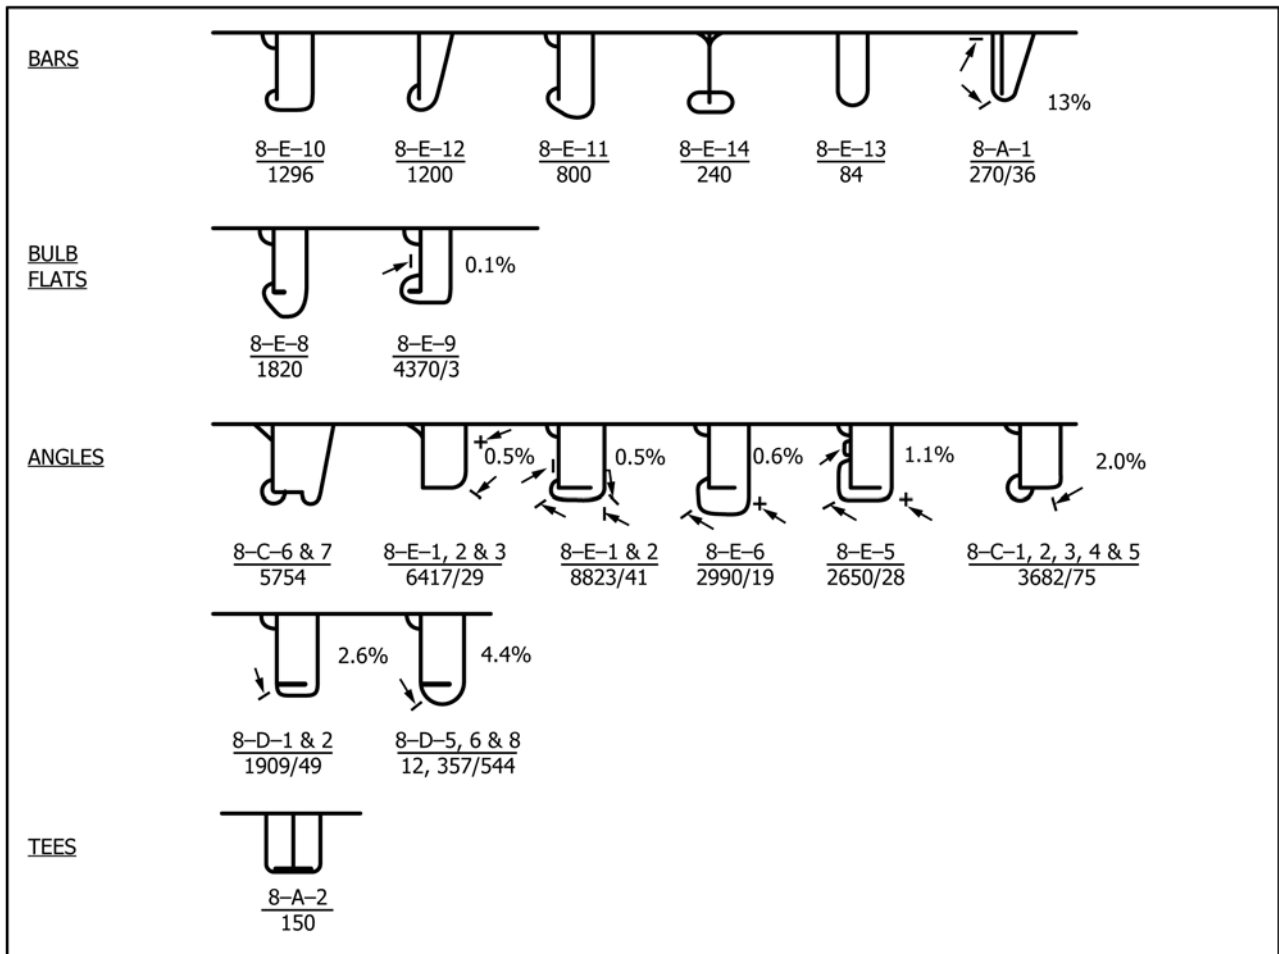 BARS
13%
8–E–10
1296
8–E–12
1200
8–E–11
800
8–E–14
240
8–E–13
84
8–A–1
270/36
BULB
FLATS
0.1%
8–E–8
1820
8–E–9
4370/3
ANGLES
0.5%
0.5%
0.6%
1.1%
2.0%
8–C–6 & 7
5754
8–E–1, 2 & 3
6417/29
8–E–1 & 2
8823/41
8–E–6
2990/19
8–E–5
2650/28
8–C–1, 2, 3, 4 & 5
3682/75
2.6%
4.4%
8–D–1 & 2
1909/49
8–D–5, 6 & 8
12, 357/544
TEES
8–A–2
150